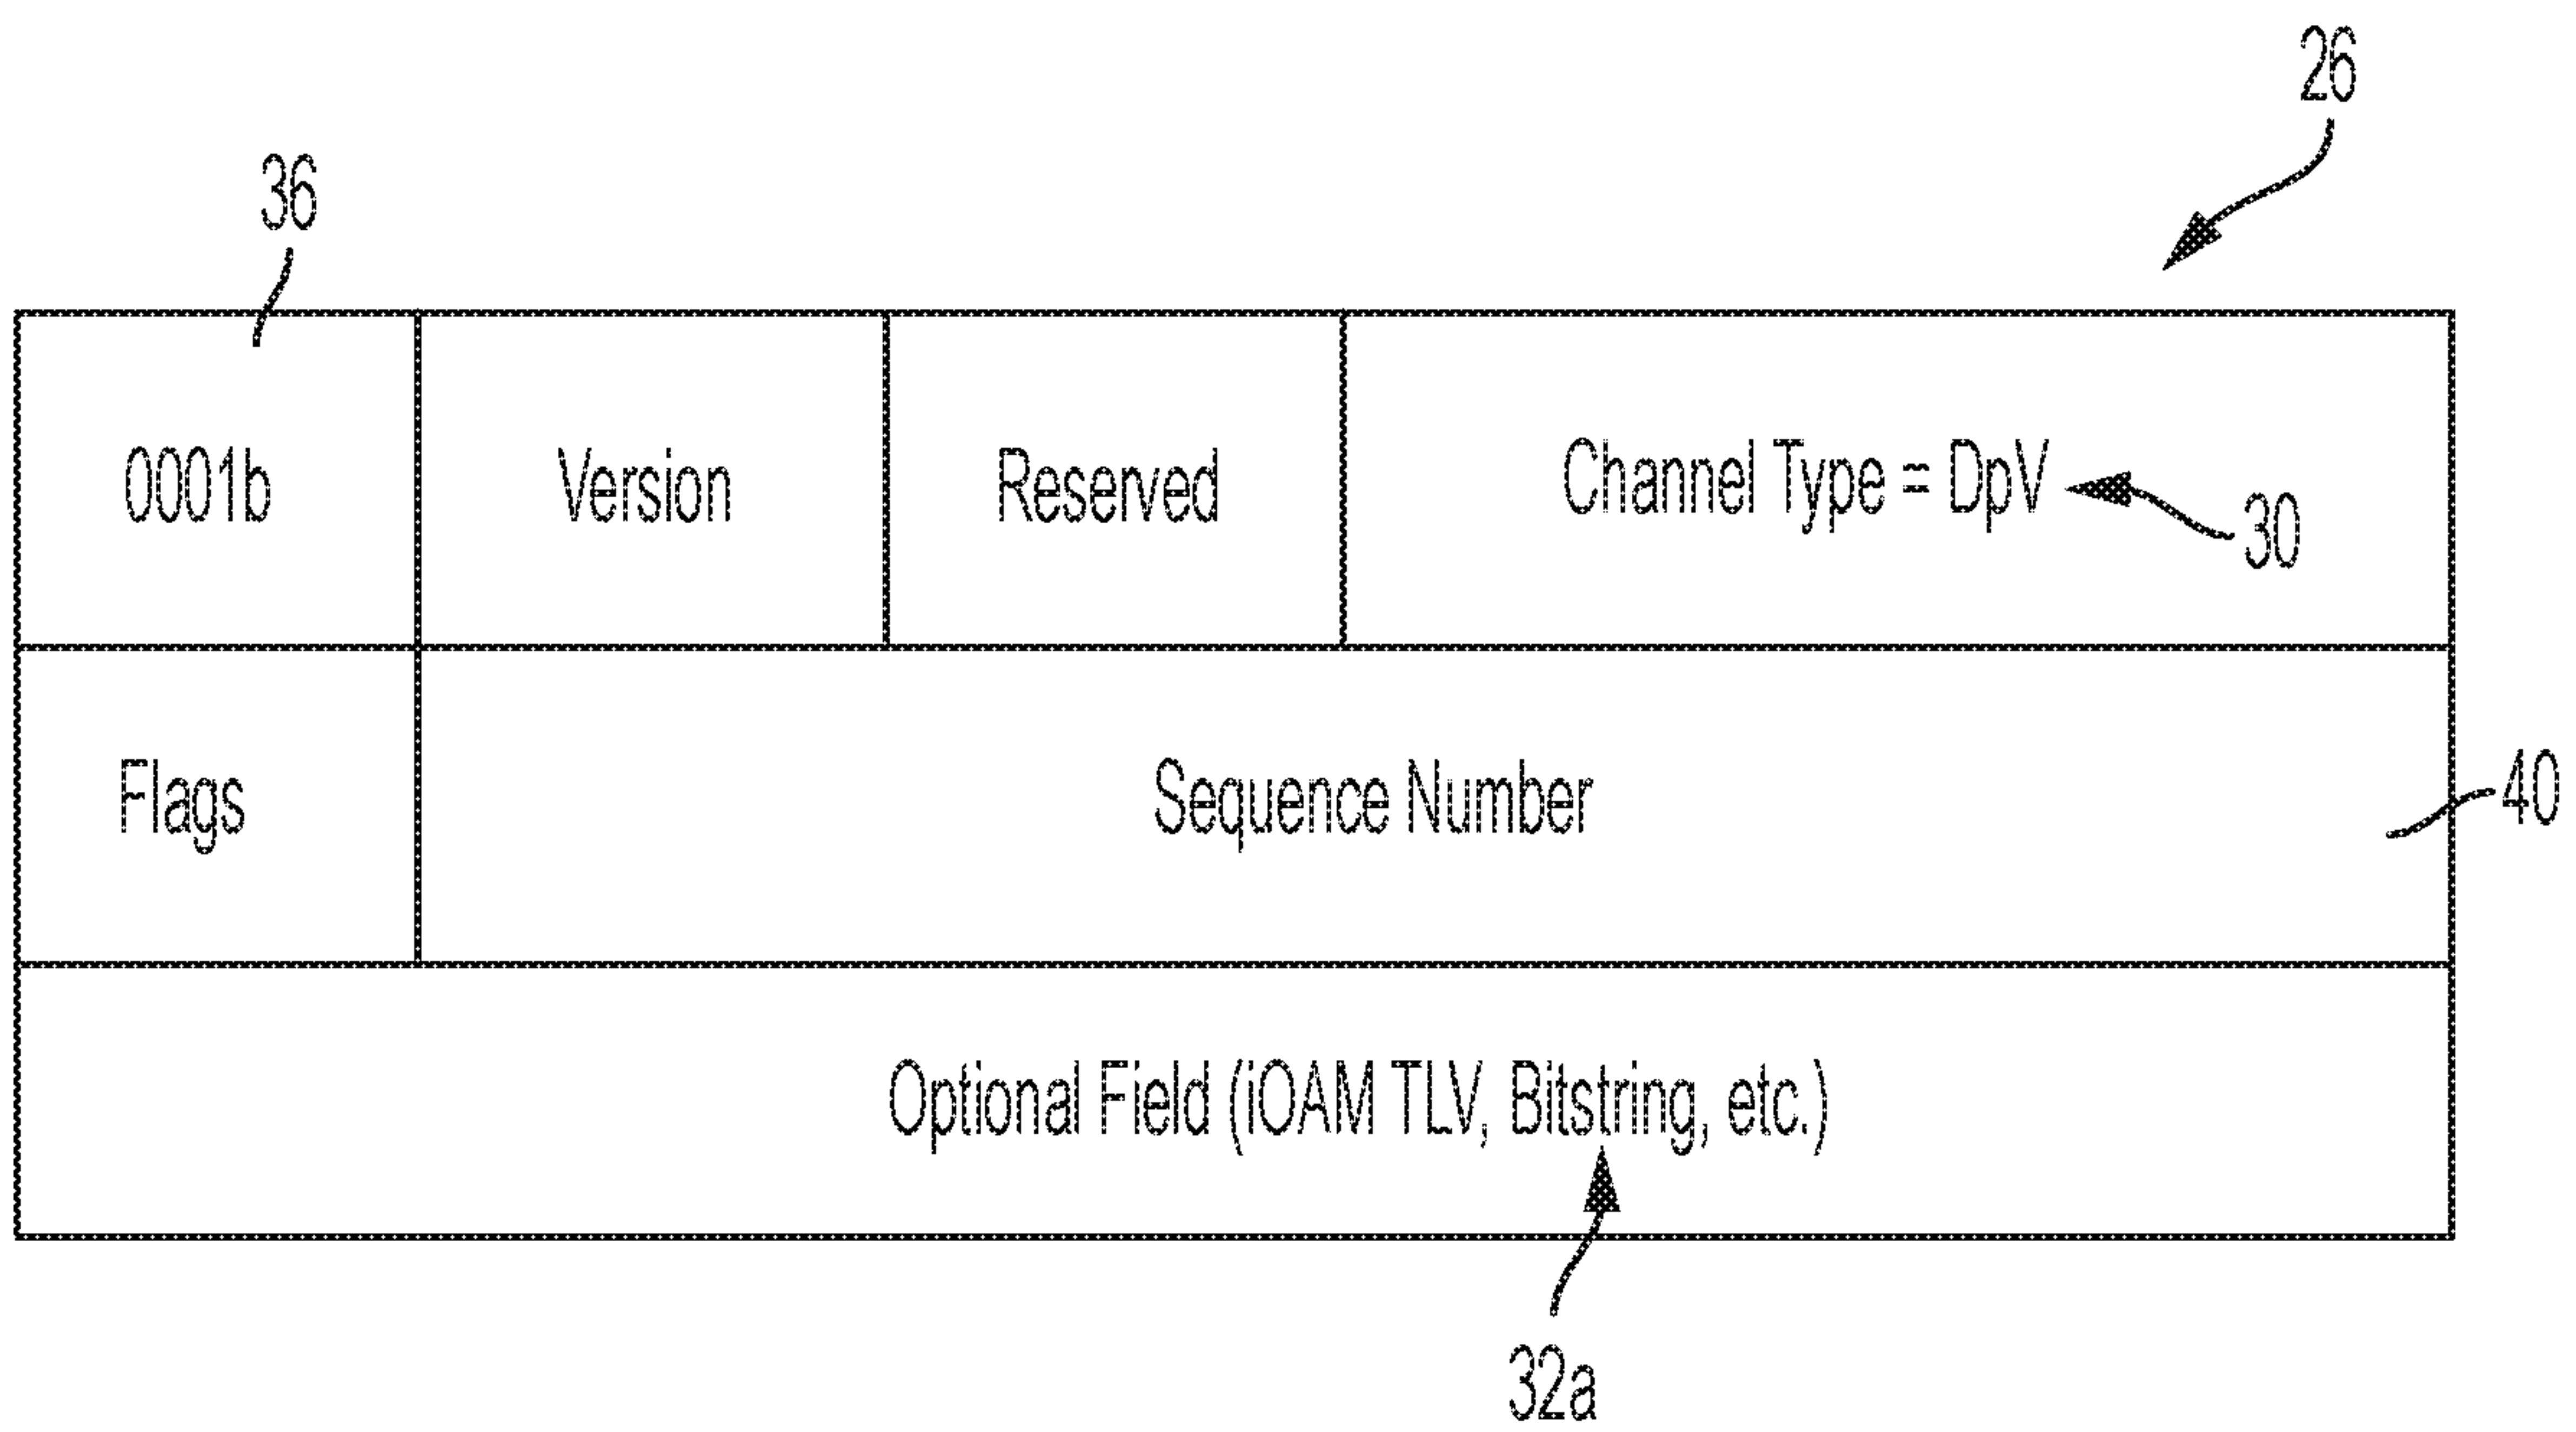 26
36
0001b Version Reserved Channel Type = DpV 30
Flags Sequence Number 40
Optional Field (iOAM TLV, Bitstring, etc.)
32a